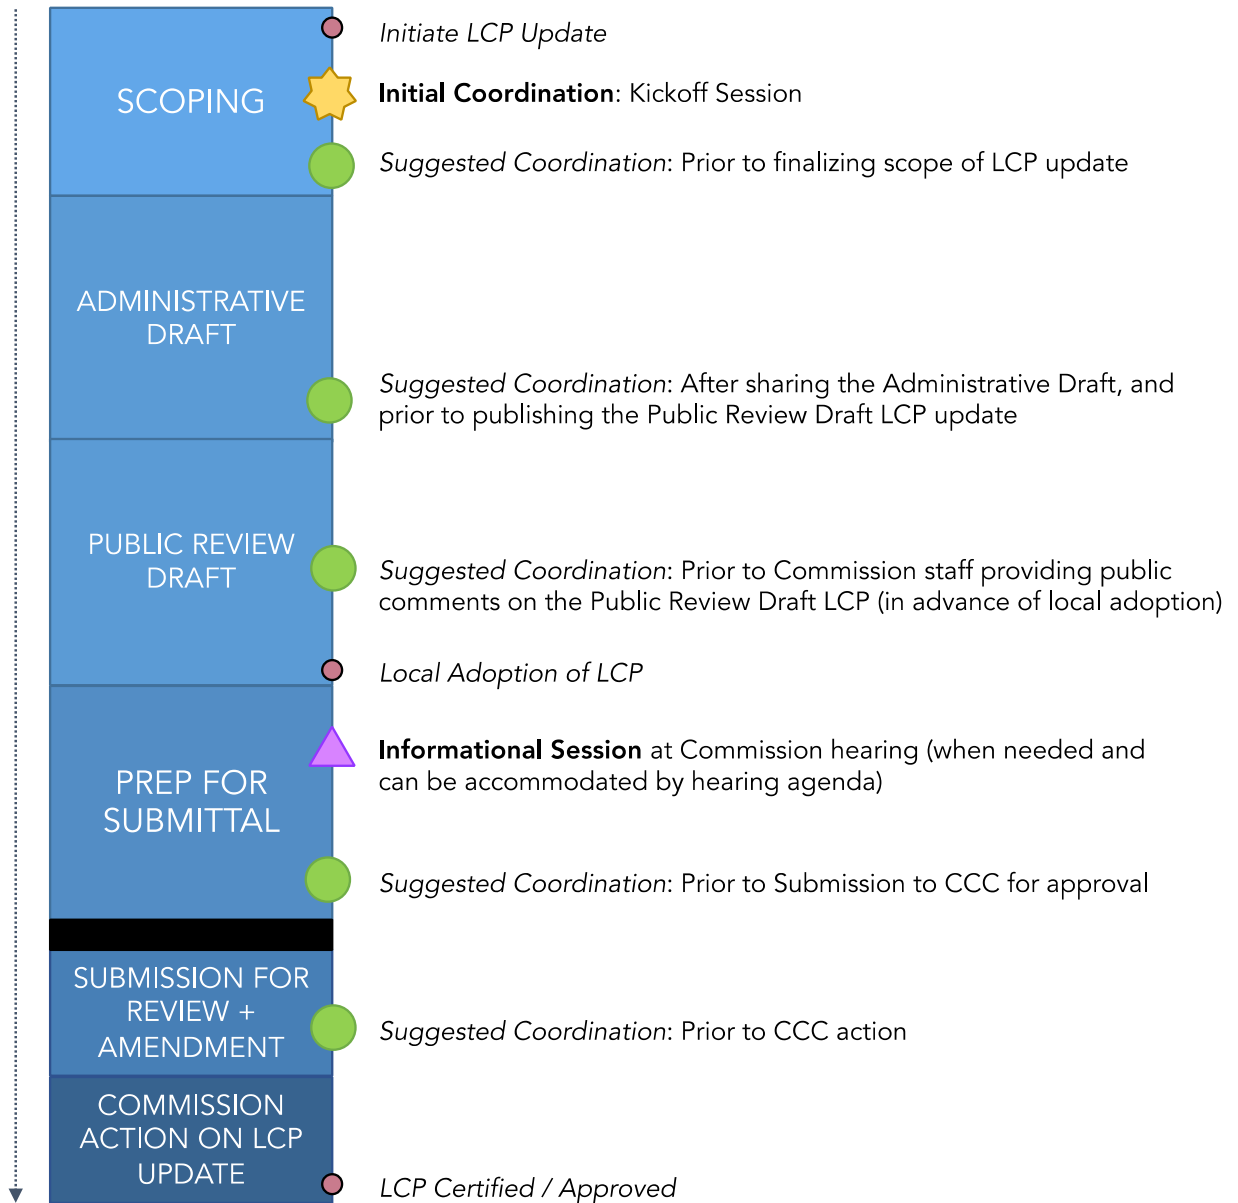 Initiate LCP Update
SCOPING
Initial Coordination: Kickoff Session
Suggested Coordination: Prior to finalizing scope of LCP update
ADMINISTRATIVE
DRAFT
Suggested Coordination: After sharing the Administrative Draft, and
prior to publishing the Public Review Draft LCP update
PUBLIC REVIEW
DRAFT
Suggested Coordination: Prior to Commission staff providing public
comments on the Public Review Draft LCP (in advance of local adoption)
Local Adoption of LCP
PREP FOR
SUBMITTAL
Informational Session at Commission hearing (when needed and
can be accommodated by hearing agenda)
Suggested Coordination: Prior to Submission to CCC for approval
SUBMISSION FOR
REVIEW +
AMENDMENT
Suggested Coordination: Prior to CCC action
COMMISSION
ACTION ON LCP
UPDATE
LCP Certified / Approved